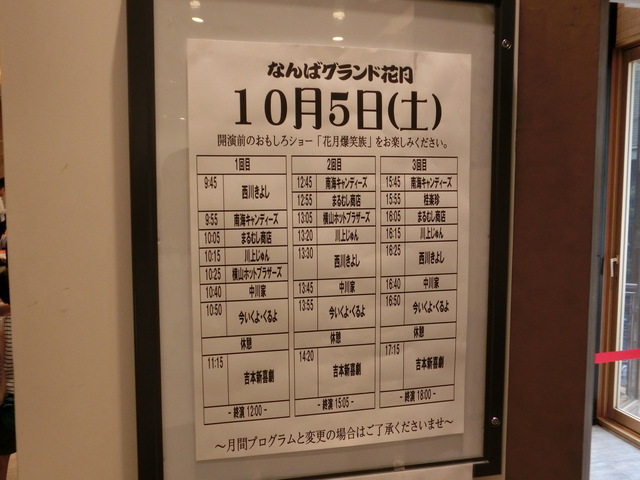 なんばグランド花月
10月5日(土)
開演前のおもしろショー「花月爆笑族」をお楽しみください。
1回目
9:45 西川きよし
9:55 南海キャンディーズ
10:05 まるむし商店
10:15 川上じゅん
10:25 横山ホットブラザーズ
10:40 中川家
10:50 今いくよ・くるよ
休憩
11:15 吉本新喜劇
- 終演 12:00 -
2回目
12:45 南海キャンディーズ
12:55 まるむし商店
13:05 横山ホットブラザーズ
13:20 川上じゅん
13:30 西川きよし
13:45 中川家
13:55 今いくよ・くるよ
休憩
14:20 吉本新喜劇
- 終演 15:05 -
3回目
15:45 南海キャンディーズ
15:55 桂楽珍
16:05 まるむし商店
16:15 川上じゅん
16:25 西川きよし
16:40 中川家
16:50 今いくよ・くるよ
休憩
17:15 吉本新喜劇
- 終演 18:00 -
～月間プログラムと変更の場合はご了承くださいませ～